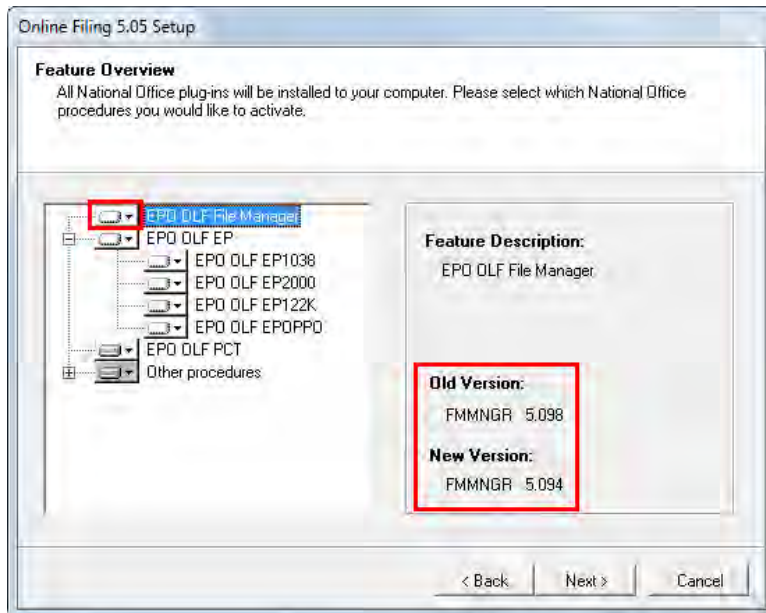 Online Filing 5.05 Setup
Feature Overview
All National Office plug-ins will be installed to your computer. Please select which National Office
procedures you would like to activate.
EPO OLF File Manager
EPO OLF EP
EPO OLF EP1038
EPO OLF EP2000
EPO OLF EP122K
EPO OLF EPOPPO
EPO OLF PCT
Other procedures
Feature Description:
EPO OLF File Manager
Old Version:
FMMNGR 5.098
New Version:
FMMNGR 5.094
< Back
Next >
Cancel